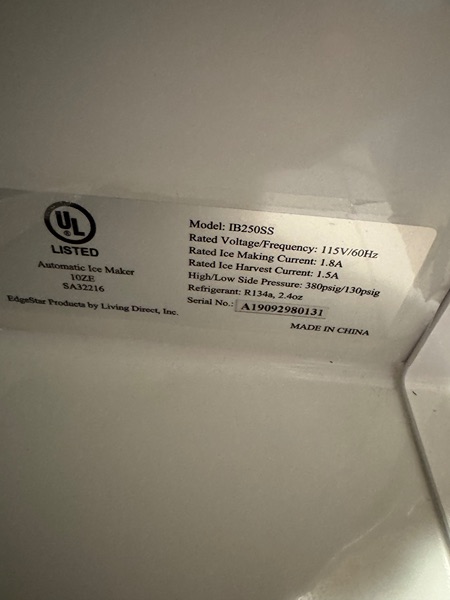 UL
LISTED
Automatic Ice Maker
10ZE
SA32216
EdgeStar Products by Living Direct, Inc.
Model: IB250SS
Rated Voltage/Frequency: 115V/60Hz
Rated Ice Making Current: 1.8A
Rated Ice Harvest Current: 1.5A
High/Low Side Pressure: 380psig/130psig
Refrigerant: R134a, 2.4oz
Serial No.: A19092980131
MADE IN CHINA